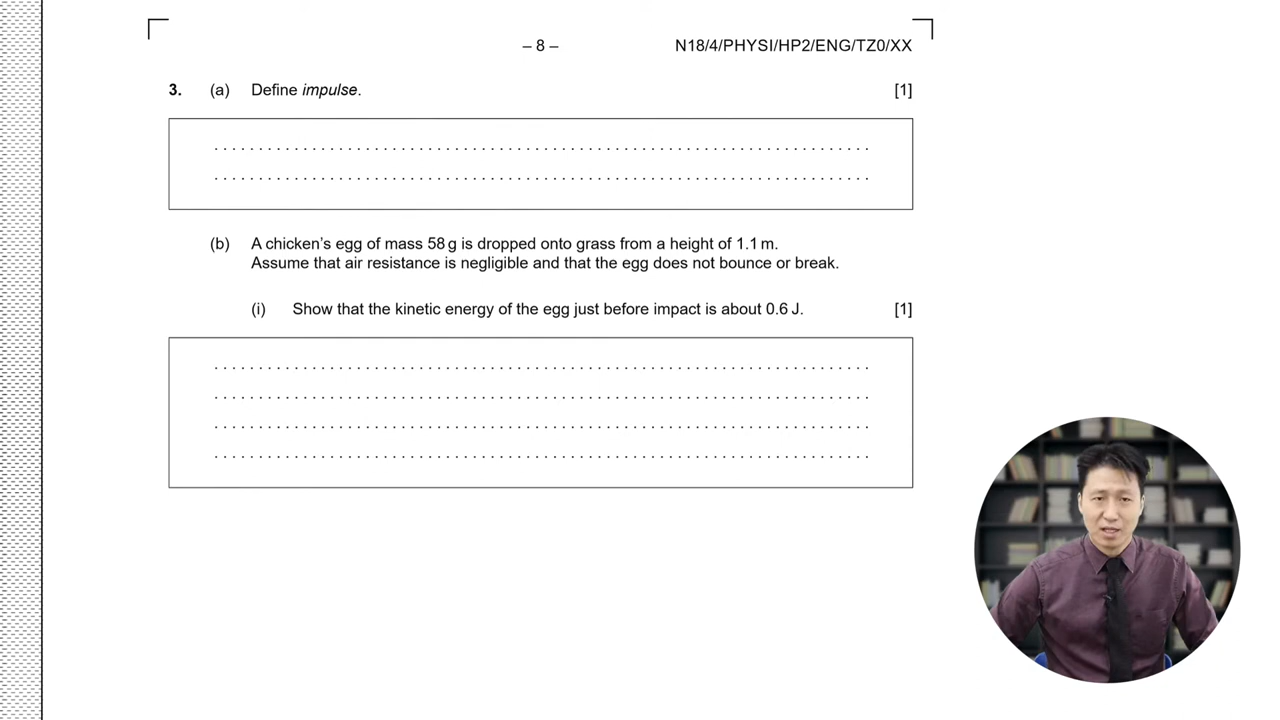 – 8 –
N18/4/PHYSI/HP2/ENG/TZ0/XX
3. (a) Define impulse. [1]
(b) A chicken's egg of mass 58 g is dropped onto grass from a height of 1.1 m.
Assume that air resistance is negligible and that the egg does not bounce or break.
(i) Show that the kinetic energy of the egg just before impact is about 0.6 J. [1]